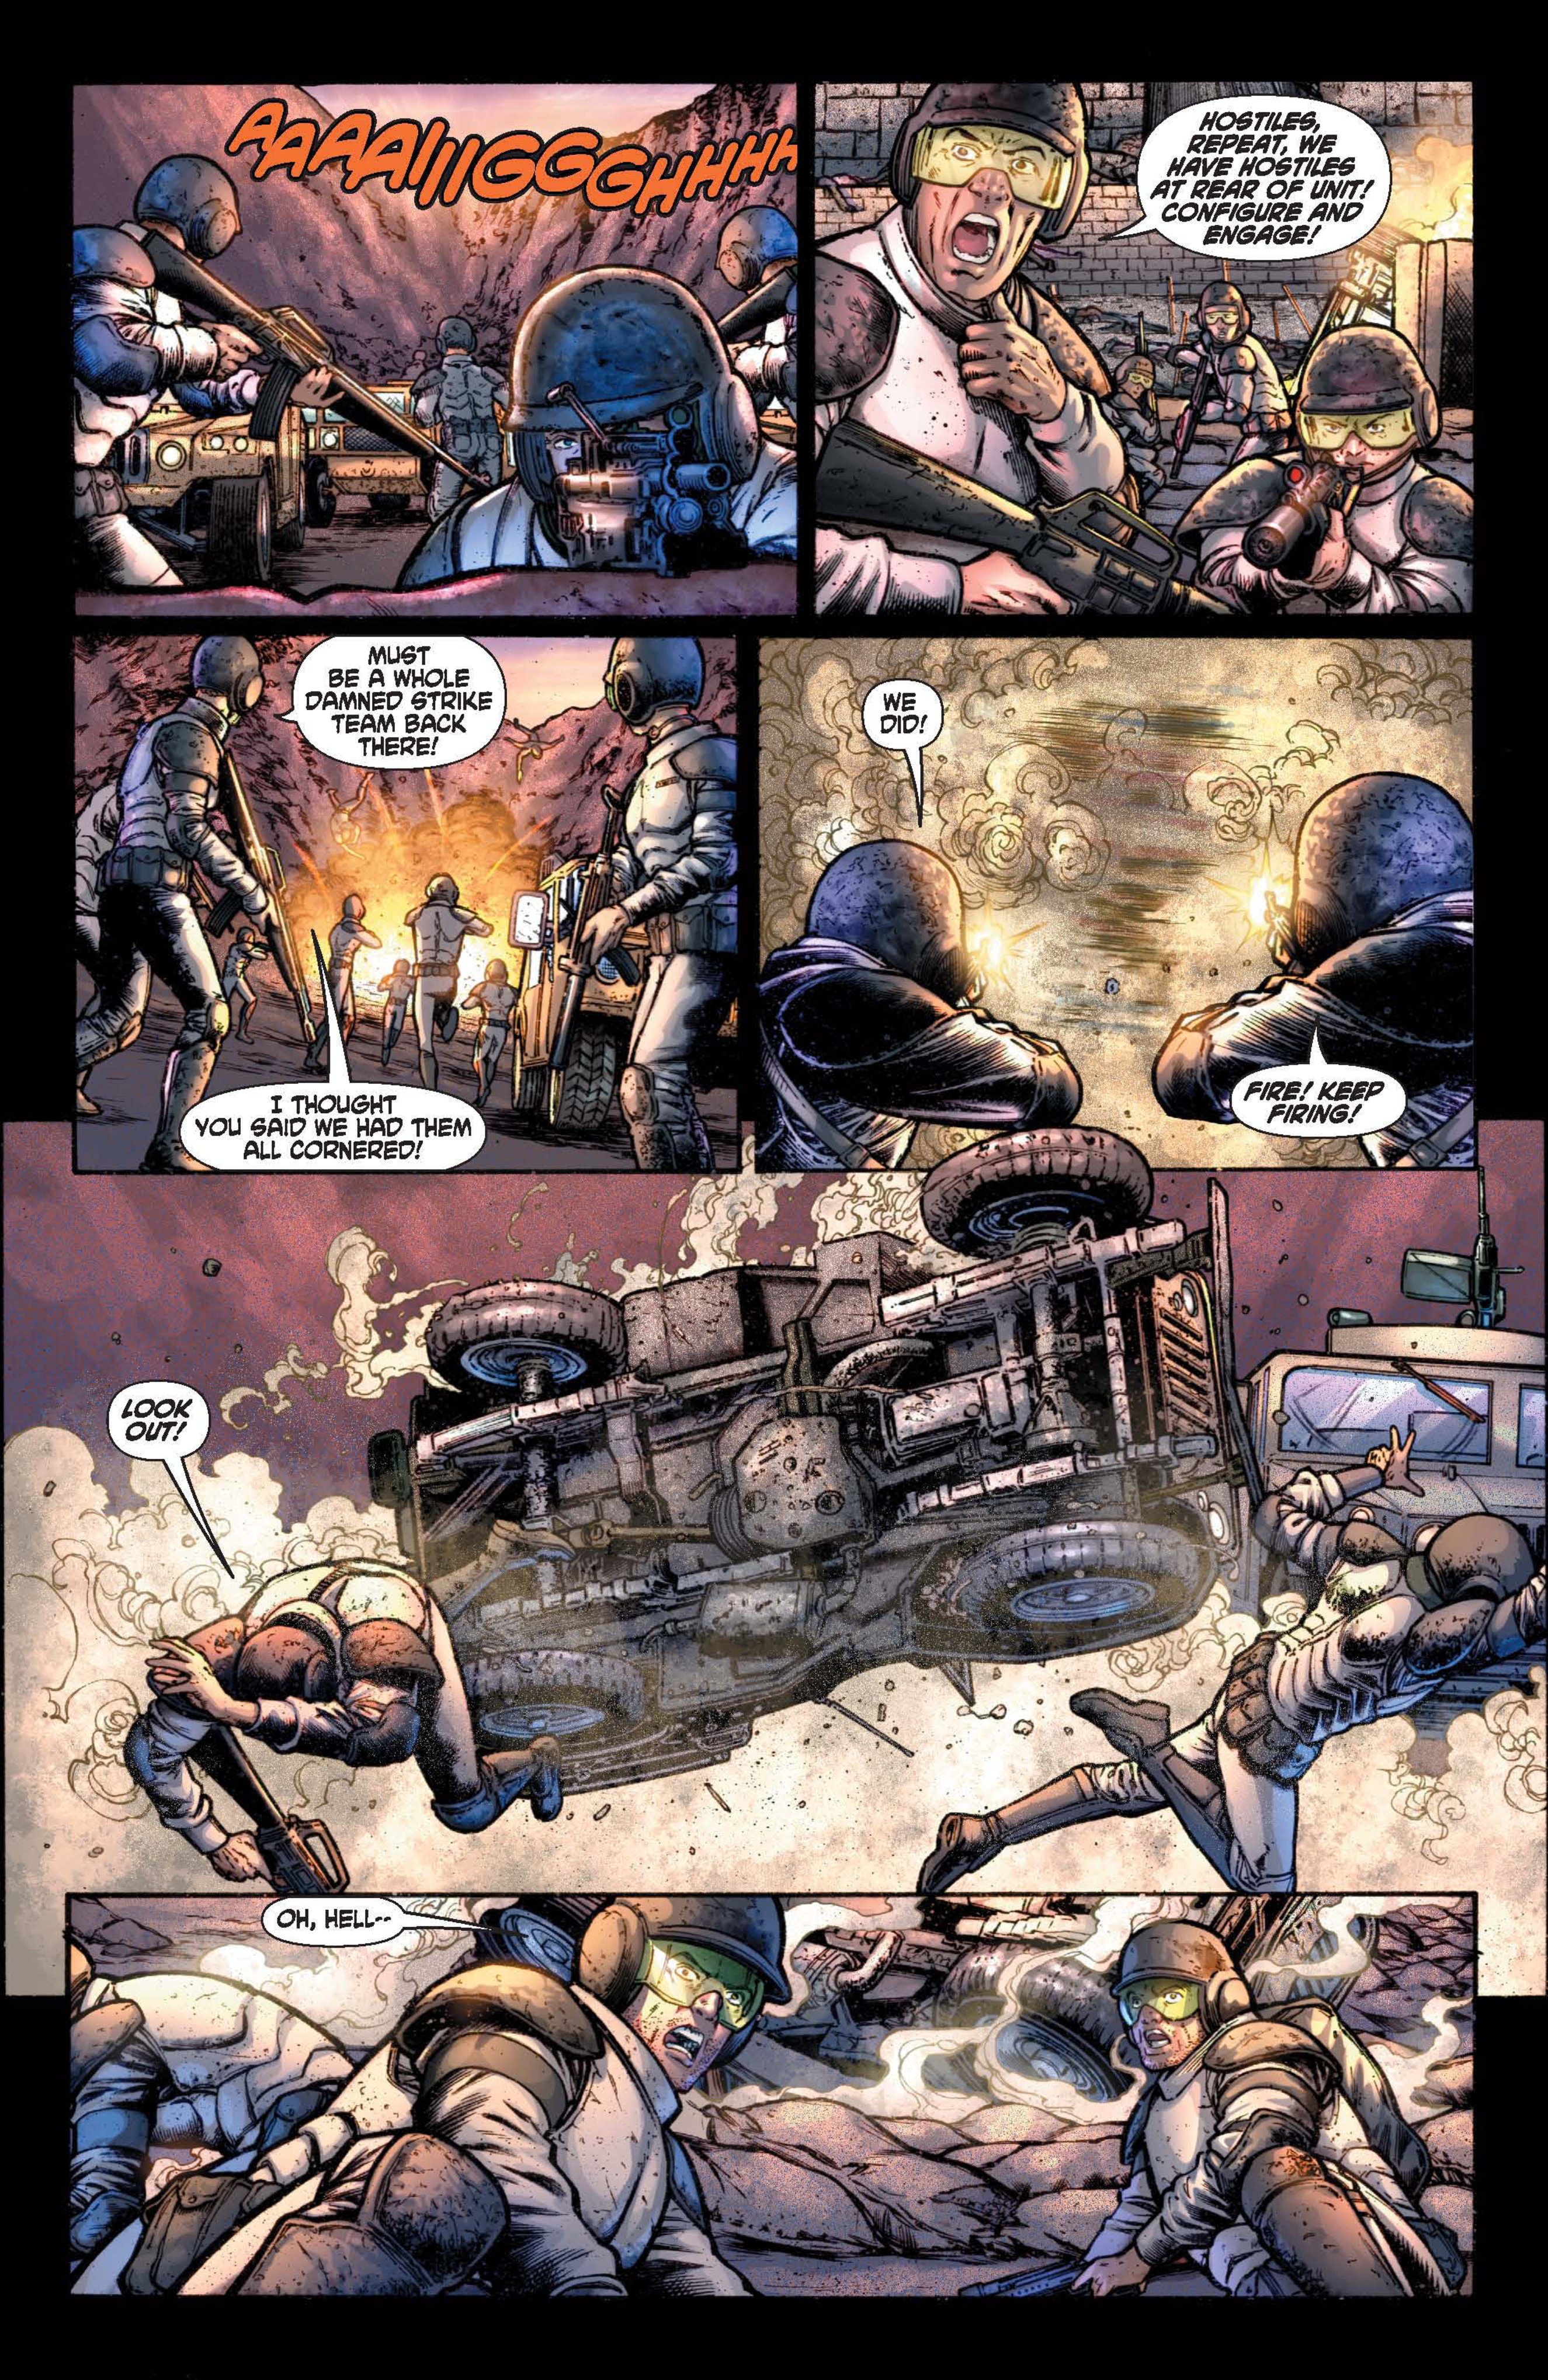 AAAAIIIGGGGHHHH
HOSTILES,
REPEAT, WE
HAVE HOSTILES
AT REAR OF UNIT!
CONFIGURE AND
ENGAGE!
MUST
BE A WHOLE
DAMNED STRIKE
TEAM BACK
THERE!
I THOUGHT
YOU SAID WE HAD THEM
ALL CORNERED!
WE
DID!
FIRE! KEEP
FIRING!
LOOK
OUT!
OH, HELL--